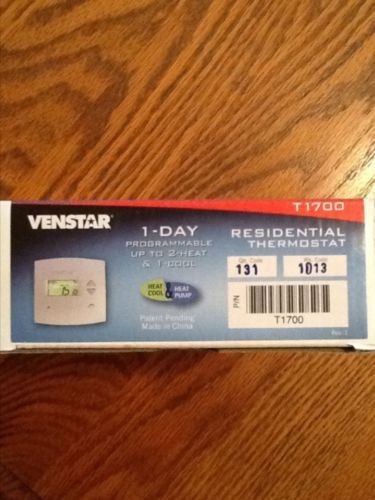 T1700
VENSTAR
1-DAY
PROGRAMMABLE
UP TO 2-HEAT
& 1-COOL
HEAT
COOL
&
HEAT
PUMP
Patent Pending
Made in China
RESIDENTIAL
THERMOSTAT
131
1013
P/N
T1700